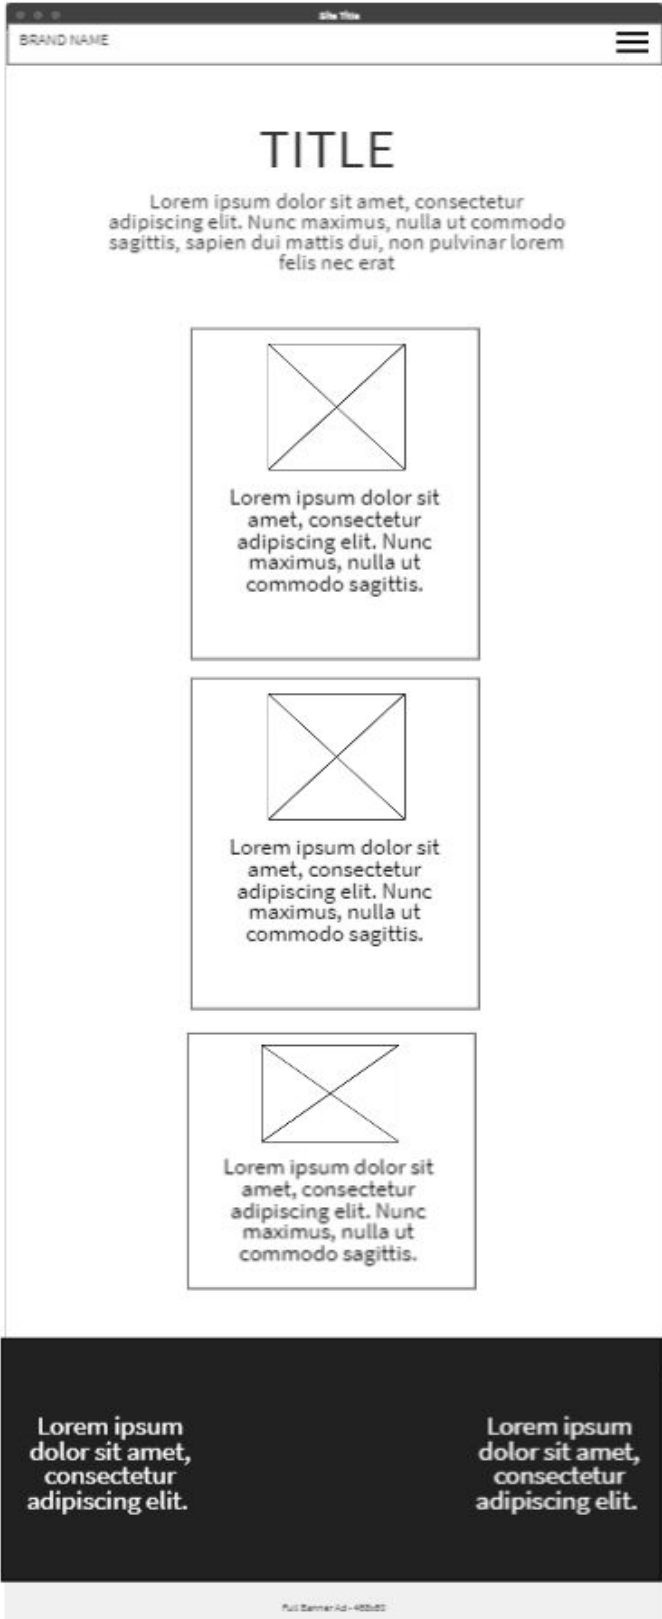 Site Title
BRAND NAME
TITLE
Lorem ipsum dolor sit amet, consectetur
adipiscing elit. Nunc maximus, nulla ut commodo
sagittis, sapien dui mattis dui, non pulvinar lorem
felis nec erat
Lorem ipsum dolor sit
amet, consectetur
adipiscing elit. Nunc
maximus, nulla ut
commodo sagittis.
Lorem ipsum dolor sit
amet, consectetur
adipiscing elit. Nunc
maximus, nulla ut
commodo sagittis.
Lorem ipsum dolor sit
amet, consectetur
adipiscing elit. Nunc
maximus, nulla ut
commodo sagittis.
Lorem ipsum
dolor sit amet,
consectetur
adipiscing elit.
Lorem ipsum
dolor sit amet,
consectetur
adipiscing elit.
Full Banner Ad - 468x60